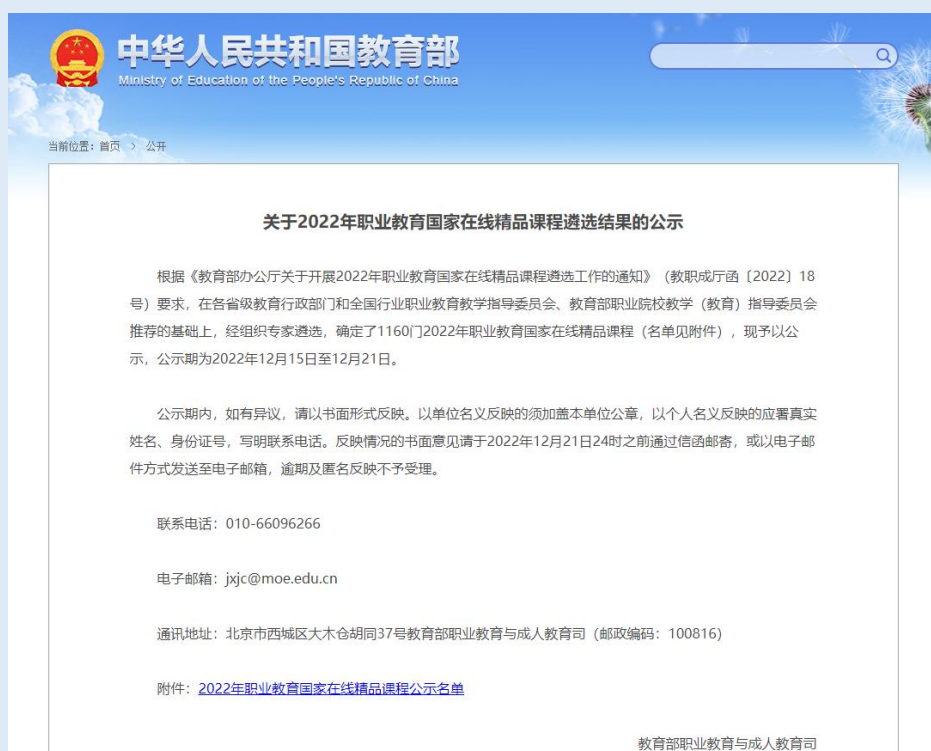 中华人民共和国教育部
Ministry of Education of the People's Republic of China
当前位置：首页 > 公开
关于2022年职业教育国家在线精品课程遴选结果的公示
根据《教育部办公厅关于开展2022年职业教育国家在线精品课程遴选工作的通知》（教职成厅函〔2022〕18
号）要求，在各省级教育行政部门和全国行业职业教育教学指导委员会、教育部职业院校教学（教育）指导委员会
推荐的基础上，经组织专家遴选，确定了1160门2022年职业教育国家在线精品课程（名单见附件），现予以公
示，公示期为2022年12月15日至12月21日。
公示期内，如有异议，请以书面形式反映。以单位名义反映的须加盖本单位公章，以个人名义反映的应署真实
姓名、身份证号，写明联系电话。反映情况的书面意见请于2022年12月21日24时之前通过信函邮寄，或以电子邮
件方式发送至电子邮箱，逾期及匿名反映不予受理。
联系电话：010-66096266
电子邮箱：jxjc@moe.edu.cn
通讯地址：北京市西城区大木仓胡同37号教育部职业教育与成人教育司（邮政编码：100816）
附件：2022年职业教育国家在线精品课程公示名单
教育部职业教育与成人教育司